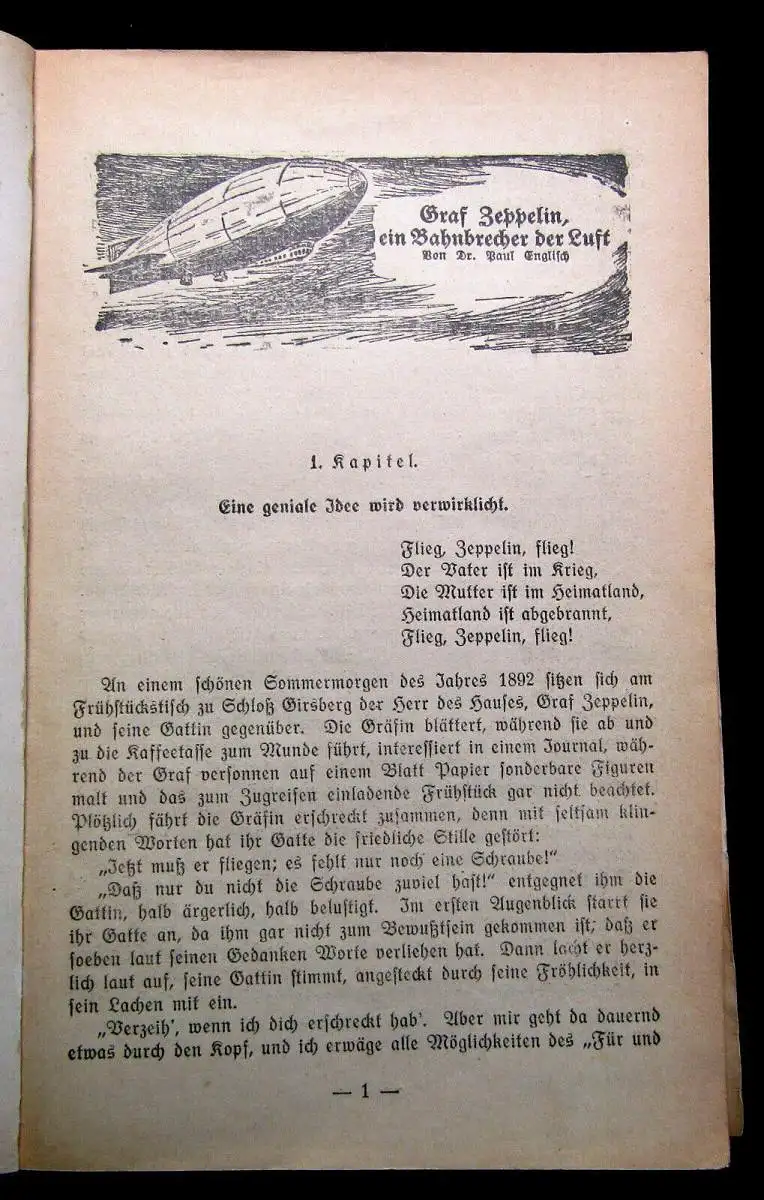 Graf Zeppelin,
ein Bahnbrecher der Luft
Von Dr. Paul Englisch
1. Kapitel.
Eine geniale Idee wird verwirklicht.
Flieg, Zeppelin, flieg!
Der Vater ist im Krieg,
Die Mutter ist im Heimatland,
Heimatland ist abgebrannt,
Flieg, Zeppelin, flieg!
An einem schönen Sommermorgen des Jahres 1892 sitzen sich am
Frühstückstisch zu Schloß Girsberg der Herr des Hauses, Graf Zeppelin,
und seine Gattin gegenüber. Die Gräfin blättert, während sie ab und
zu die Kaffeetasse zum Munde führt, interessiert in einem Journal, wäh-
rend der Graf versonnen auf einem Blatt Papier sonderbare Figuren
malt und das zum Zugreifen einladende Frühstück gar nicht beachtet.
Plötzlich fährt die Gräfin erschreckt zusammen, denn mit seltsam klin-
genden Worten hat ihr Gatte die friedliche Stille gestört:
„Jetzt muß er fliegen; es fehlt nur noch eine Schraube!"
„Daß nur du nicht die Schraube zuviel hast!" entgegnet ihm die
Gattin, halb ärgerlich, halb belustigt. Im ersten Augenblick starrt sie
ihr Gatte an, da ihm gar nicht zum Bewußtsein gekommen ist, daß er
soeben laut seinen Gedanken Worte verliehen hat. Dann lacht er herz-
lich laut auf, seine Gattin stimmt, angesteckt durch seine Fröhlichkeit, in
sein Lachen mit ein.
„Verzeih', wenn ich dich erschreckt hab'. Aber mir geht da dauernd
etwas durch den Kopf, und ich erwäge alle Möglichkeiten des „Für und
— 1 —